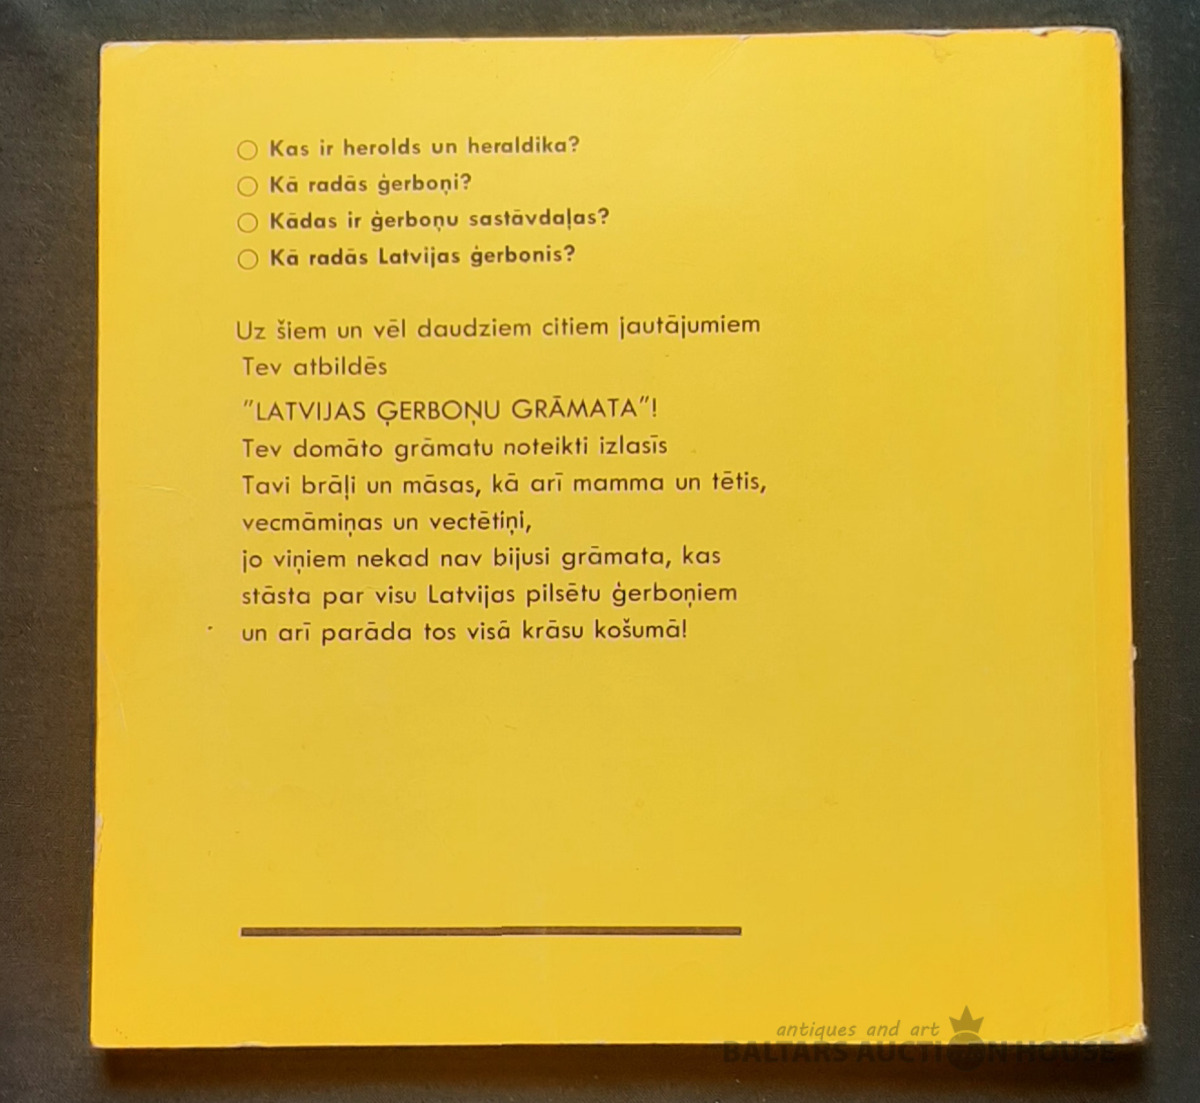 ○ Kas ir herolds un heraldika?
○ Kā radās ģerboņi?
○ Kādas ir ģerboņu sastāvdaļas?
○ Kā radās Latvijas ģerbonis?
Uz šiem un vēl daudziem citiem jautājumiem
Tev atbildēs
"LATVIJAS ĢERBOŅU GRĀMATA"!
Tev domāto grāmatu noteikti izlasīs
Tavi brāļi un māsas, kā arī mamma un tētis,
vecmāmiņas un vectētiņi,
jo viņiem nekad nav bijusi grāmata, kas
stāsta par visu Latvijas pilsētu ģerboņiem
un arī parāda tos visā krāsu košumā!
antiques and art
BALTARS AUCTION HOUSE